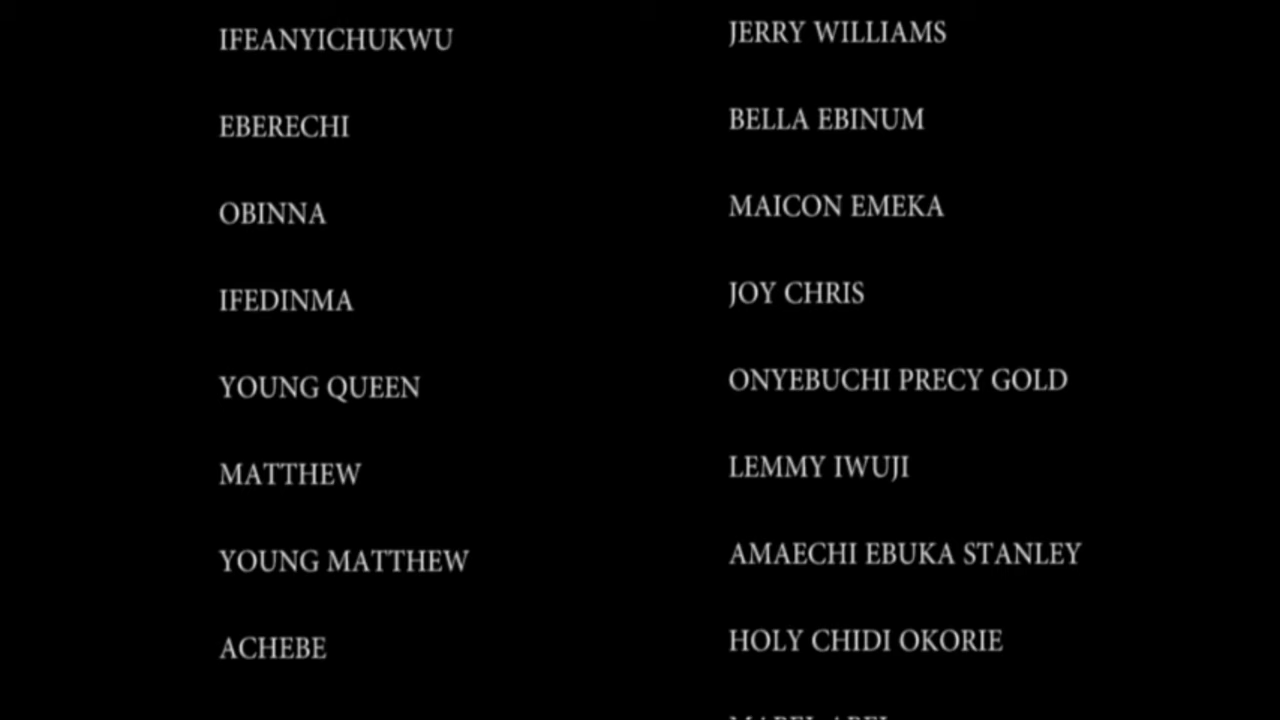 IFEANYICHUKWU JERRY WILLIAMS
EBERECHI BELLA EBINUM
OBINNA MAICON EMEKA
IFEDINMA JOY CHRIS
YOUNG QUEEN ONYEBUCHI PRECY GOLD
MATTHEW LEMMY IWUJI
YOUNG MATTHEW AMAECHI EBUKA STANLEY
ACHEBE HOLY CHIDI OKORIE